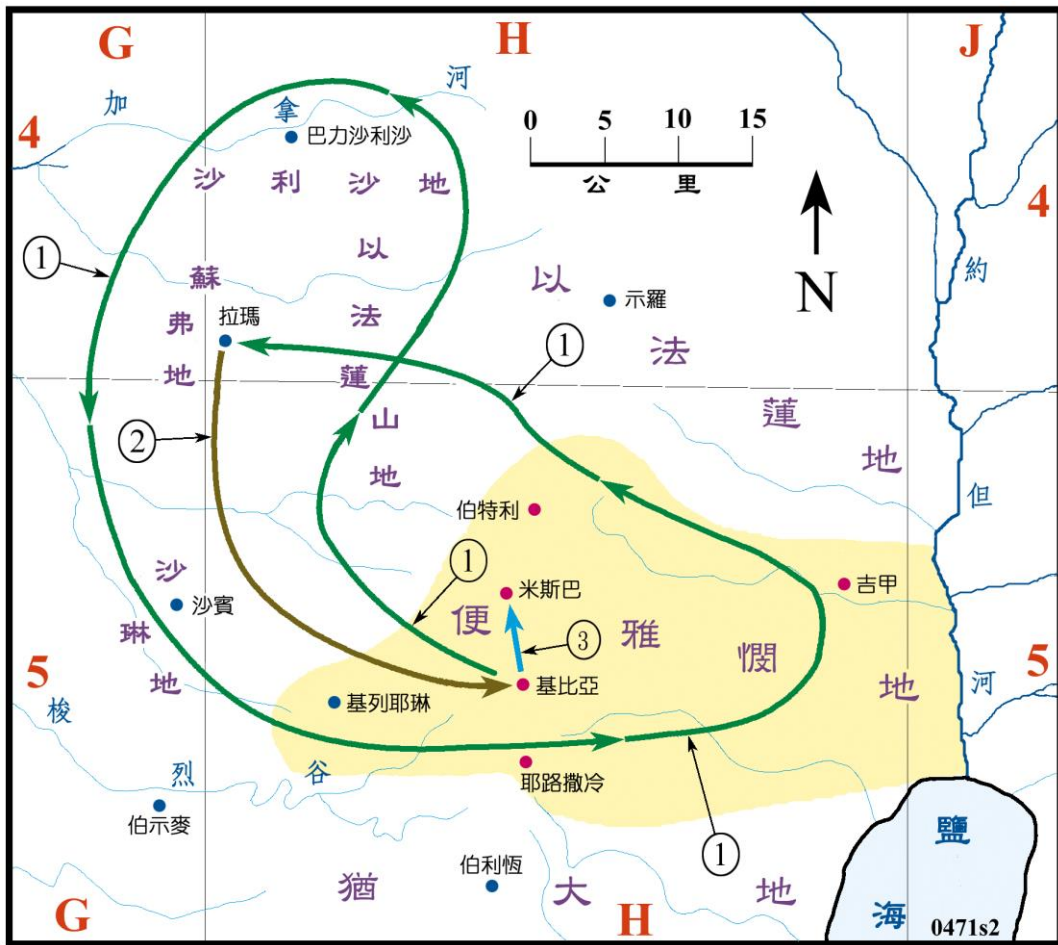 G
H
J
加拿河
4
巴力沙利沙
0 5 10 15
公里
沙利沙地
4
以法蓮山地
①
蘇弗地
N
以法蓮地
示羅
約但河
拉瑪
①
②
伯特利
①
米斯巴
吉甲
沙琳地
沙賓
便雅憫地
③
5
基比亞
5
基列耶琳
梭烈谷
耶路撒冷
伯示麥
①
鹽海
伯利恆
猶大地
G
H
0471s2